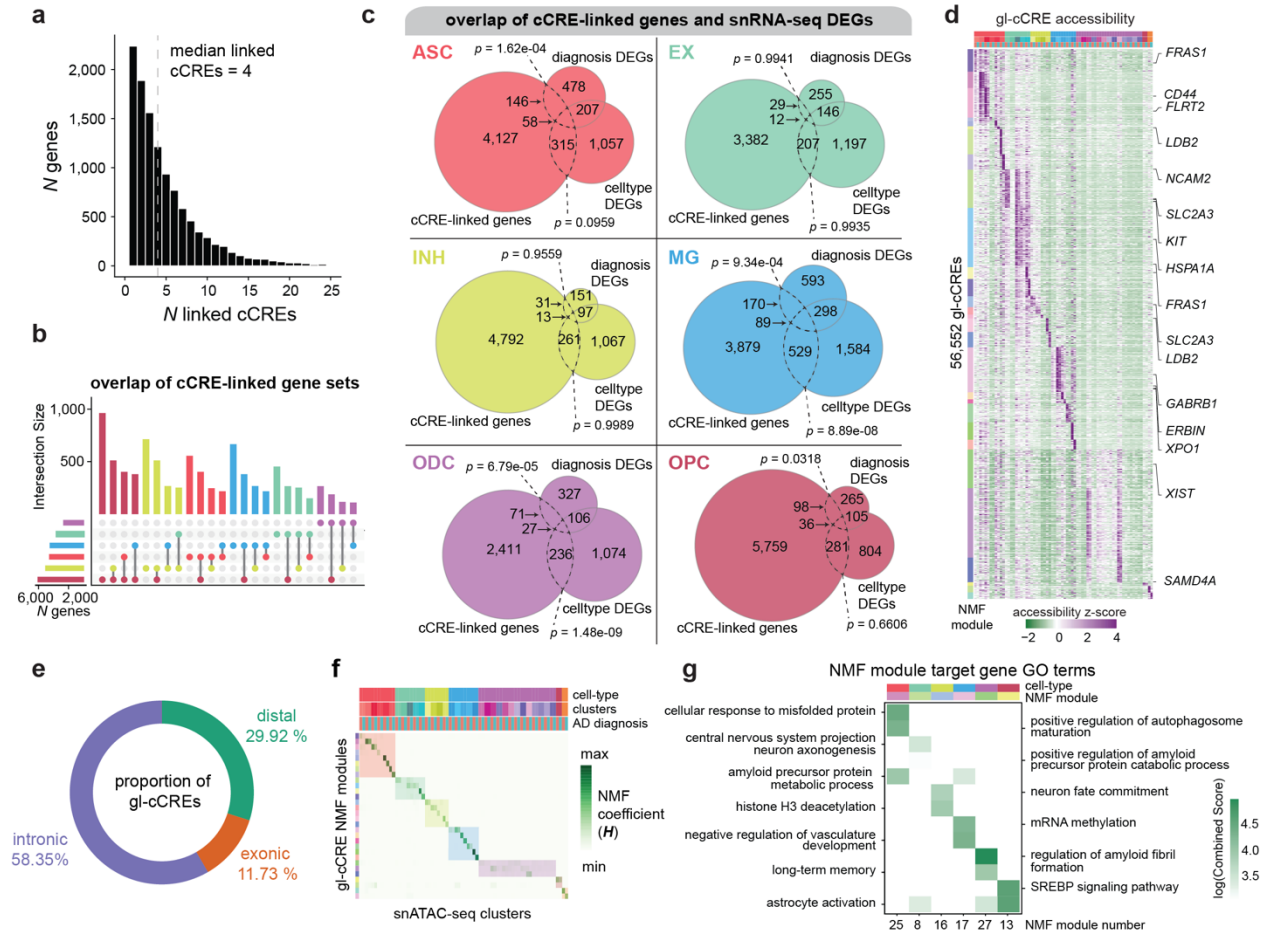 a
median linked
cCREs = 4
2,000
1,500
1,000
500
0
N genes
0
5
10
15
20
25
N linked cCREs
b
overlap of cCRE-linked gene sets
1,000
500
Intersection Size
6,000 2,000
N genes
c
overlap of cCRE-linked genes and snRNA-seq DEGs
ASC
p = 1.62e-04
diagnosis DEGs
478
146
207
58
4,127
315
1,057
celltype
DEGs
cCRE-linked genes
p = 0.0959
EX
p = 0.9941
diagnosis DEGs
255
29
146
12
3,382
207
1,197
celltype
DEGs
cCRE-linked genes
p = 0.9935
INH
p = 0.9559
diagnosis
DEGs
151
31
97
13
4,792
261
1,067
celltype
DEGs
cCRE-linked genes
p = 0.9989
MG
p = 9.34e-04
diagnosis DEGs
593
170
298
89
3,879
529
1,584
celltype DEGs
cCRE-linked genes
p = 8.89e-08
ODC
p = 6.79e-05
diagnosis DEGs
327
71
106
27
2,411
236
1,074
celltype DEGs
cCRE-linked genes
p = 1.48e-09
OPC
p = 0.0318
diagnosis
DEGs
265
98
105
36
5,759
281
804
celltype
DEGs
cCRE-linked genes
p = 0.6606
d
gl-cCRE accessibility
FRAS1
CD44
FLRT2
LDB2
NCAM2
SLC2A3
KIT
HSPA1A
FRAS1
SLC2A3
LDB2
GABRB1
ERBIN
XPO1
XIST
SAMD4A
56,552 gl-cCREs
NMF
module
accessibility z-score
−2 0 2 4
e
distal
29.92 %
proportion of
gl-cCREs
intronic
58.35%
exonic
11.73 %
f
cell-type
clusters
AD diagnosis
gl-cCRE NMF modules
max
NMF
coefficient
(H)
min
snATAC-seq clusters
g
NMF module target gene GO terms
cell-type
NMF module
cellular response to misfolded protein
positive regulation of autophagosome
maturation
central nervous system projection
neuron axonogenesis
positive regulation of amyloid
precursor protein catabolic process
amyloid precursor protein
metabolic process
neuron fate commitment
histone H3 deacetylation
mRNA methylation
negative regulation of vasculature
development
regulation of amyloid fibril
formation
long-term memory
SREBP signaling pathway
astrocyte activation
25 8 16 17 27 13
NMF module number
4.5
4.0
3.5
log(Combined Score)